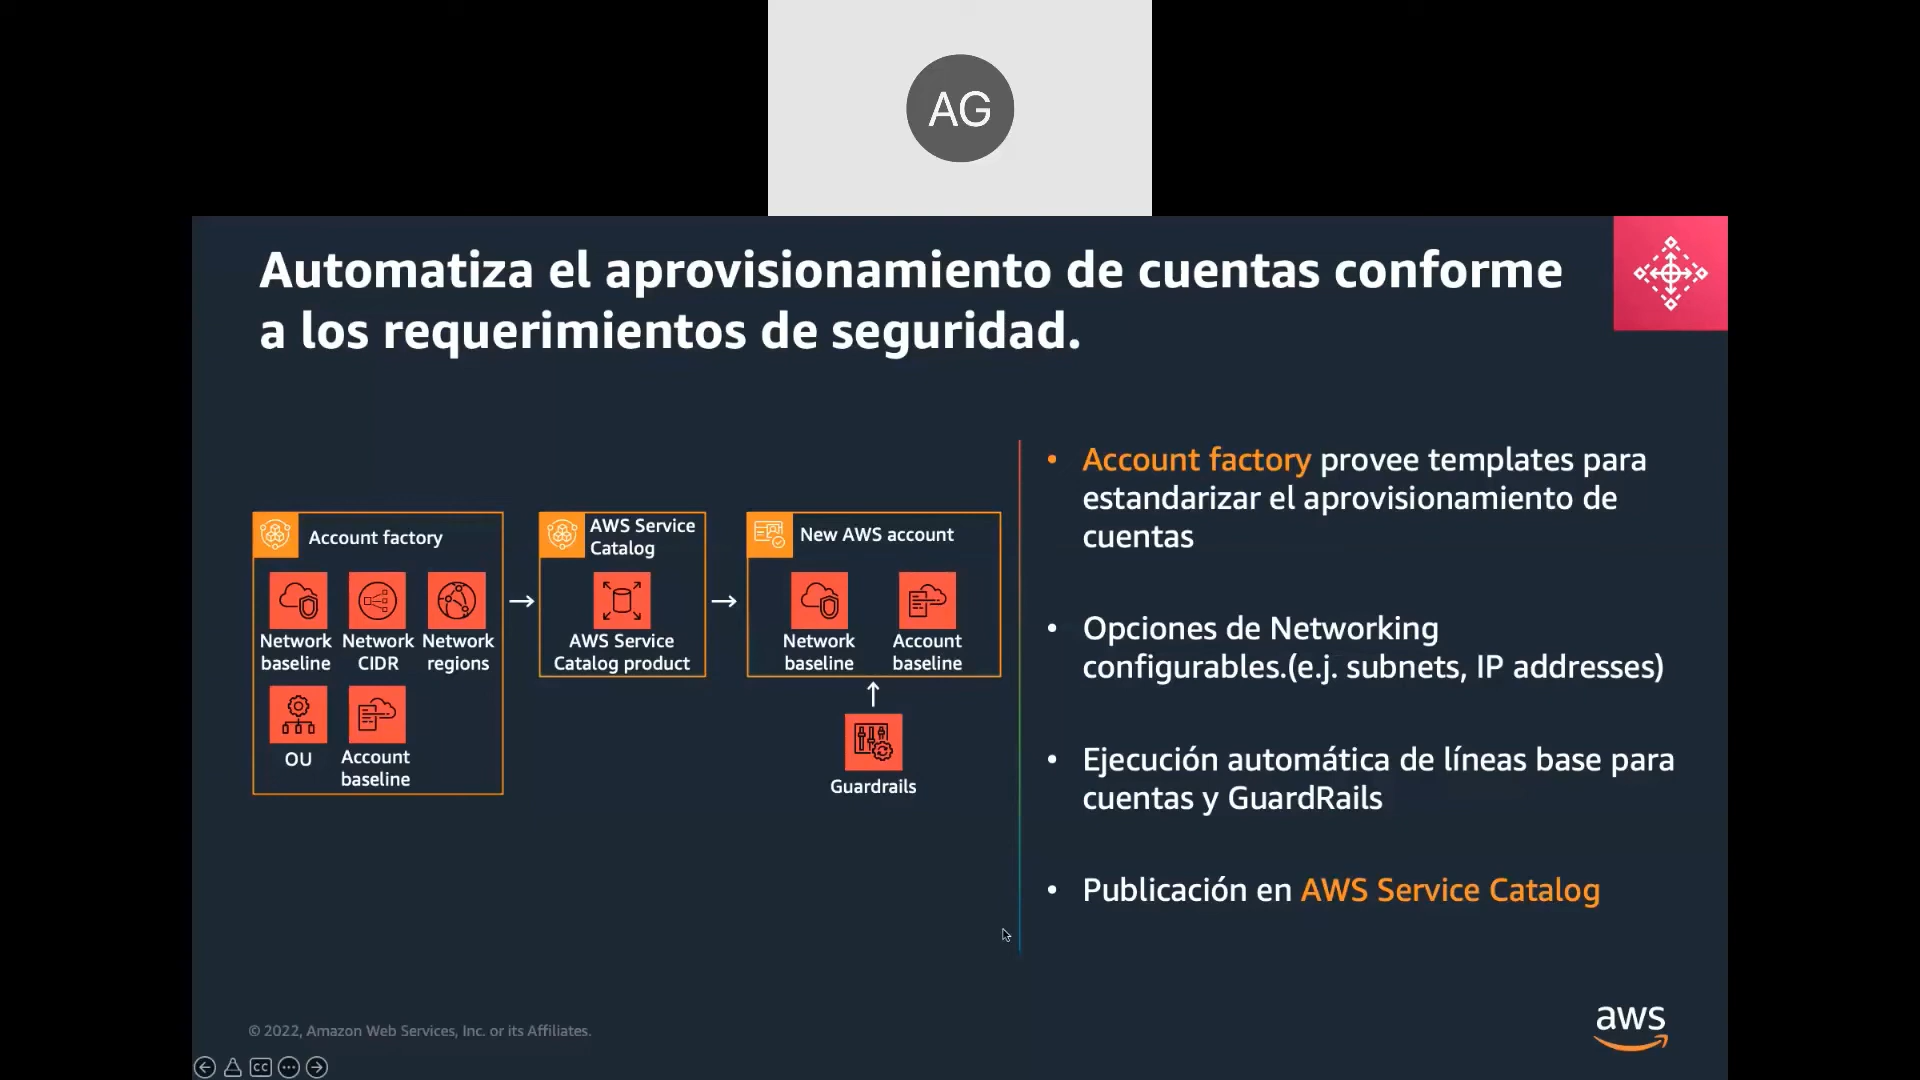 AG
Automatiza el aprovisionamiento de cuentas conforme
a los requerimientos de seguridad.
Account factory
Network baseline
Network CIDR
Network regions
OU
Account baseline
AWS Service Catalog
AWS Service Catalog product
New AWS account
Network baseline
Account baseline
Guardrails
• Account factory provee templates para
estandarizar el aprovisionamiento de
cuentas
• Opciones de Networking
configurables.(e.j. subnets, IP addresses)
• Ejecución automática de líneas base para
cuentas y GuardRails
• Publicación en AWS Service Catalog
© 2022, Amazon Web Services, Inc. or its Affiliates.
aws
CC